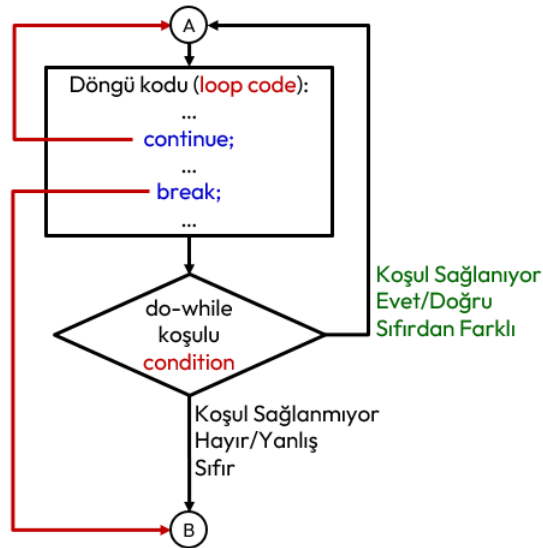 A
Döngü kodu (loop code):
...
continue;
...
break;
...
do-while
koşulu
condition
Koşul Sağlanıyor
Evet/Doğru
Sıfırdan Farklı
Koşul Sağlanmıyor
Hayır/Yanlış
Sıfır
B